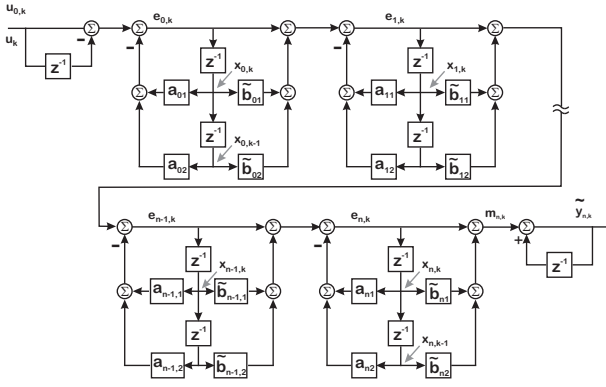 u0,k
e0,k
e1,k
Σ Σ Σ Σ Σ
uk
z⁻¹
z⁻¹
z⁻¹
x0,k
x1,k
Σ a01 b̃01 Σ Σ a11 b̃11 Σ
z⁻¹
z⁻¹
x0,k-1
a02 b̃02 a12 b̃12
en-1,k
en,k
mn,k
ỹn,k
Σ Σ Σ Σ Σ
+
z⁻¹
z⁻¹
z⁻¹
xn-1,k
xn,k
Σ an-1,1 b̃n-1,1 Σ Σ an1 b̃n1 Σ
z⁻¹
z⁻¹
xn,k-1
an-1,2 b̃n-1,2 an2 b̃n2